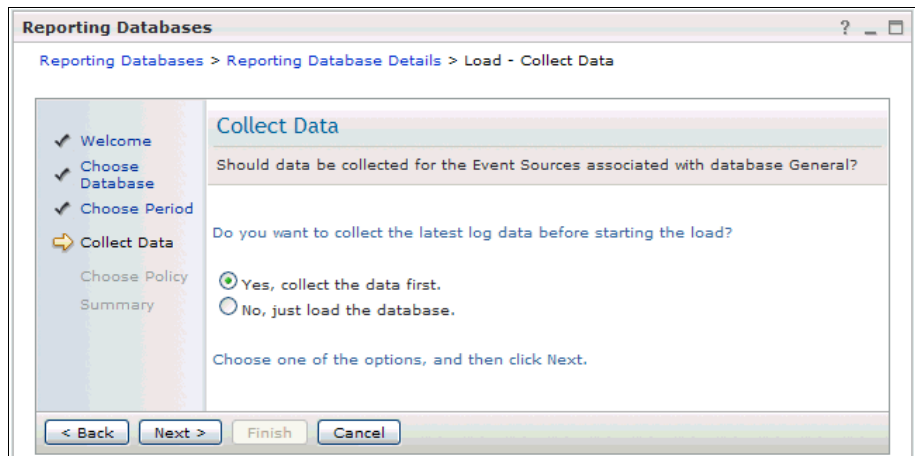 Reporting Databases ? _
Reporting Databases > Reporting Database Details > Load - Collect Data
Welcome
Choose
Database
Choose Period
Collect Data
Choose Policy
Summary
Collect Data
Should data be collected for the Event Sources associated with database General?
Do you want to collect the latest log data before starting the load?
Yes, collect the data first.
No, just load the database.
Choose one of the options, and then click Next.
< Back Next > Finish Cancel